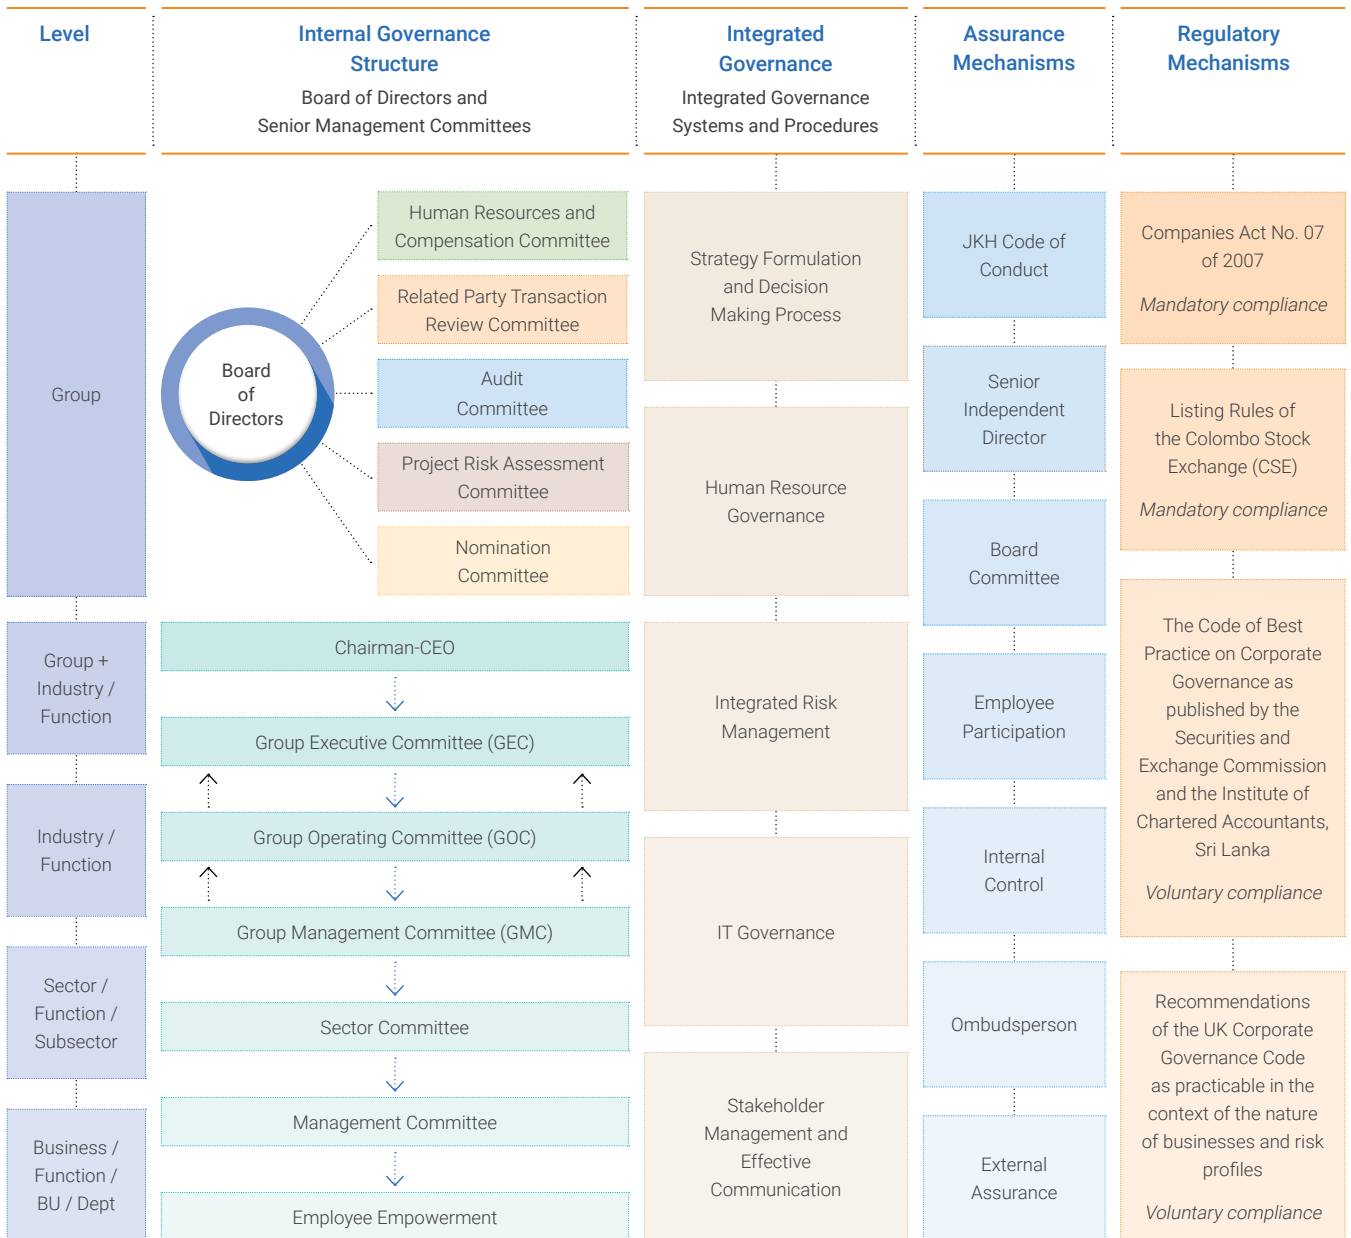 Level
Internal Governance
Structure
Board of Directors and
Senior Management Committees
Integrated
Governance
Integrated Governance
Systems and Procedures
Assurance
Mechanisms
Regulatory
Mechanisms
Group
Group +
Industry /
Function
Industry /
Function
Sector /
Function /
Subsector
Business /
Function /
BU / Dept
Board
of
Directors
Human Resources and
Compensation Committee
Related Party Transaction
Review Committee
Audit
Committee
Project Risk Assessment
Committee
Nomination
Committee
Chairman-CEO
Group Executive Committee (GEC)
Group Operating Committee (GOC)
Group Management Committee (GMC)
Sector Committee
Management Committee
Employee Empowerment
Strategy Formulation
and Decision
Making Process
Human Resource
Governance
Integrated Risk
Management
IT Governance
Stakeholder
Management and
Effective
Communication
JKH Code of
Conduct
Senior
Independent
Director
Board
Committee
Employee
Participation
Internal
Control
Ombudsperson
External
Assurance
Companies Act No. 07
of 2007
Mandatory compliance
Listing Rules of
the Colombo Stock
Exchange (CSE)
Mandatory compliance
The Code of Best
Practice on Corporate
Governance as
published by the
Securities and
Exchange Commission
and the Institute of
Chartered Accountants,
Sri Lanka
Voluntary compliance
Recommendations
of the UK Corporate
Governance Code
as practicable in the
context of the nature
of businesses and risk
profiles
Voluntary compliance